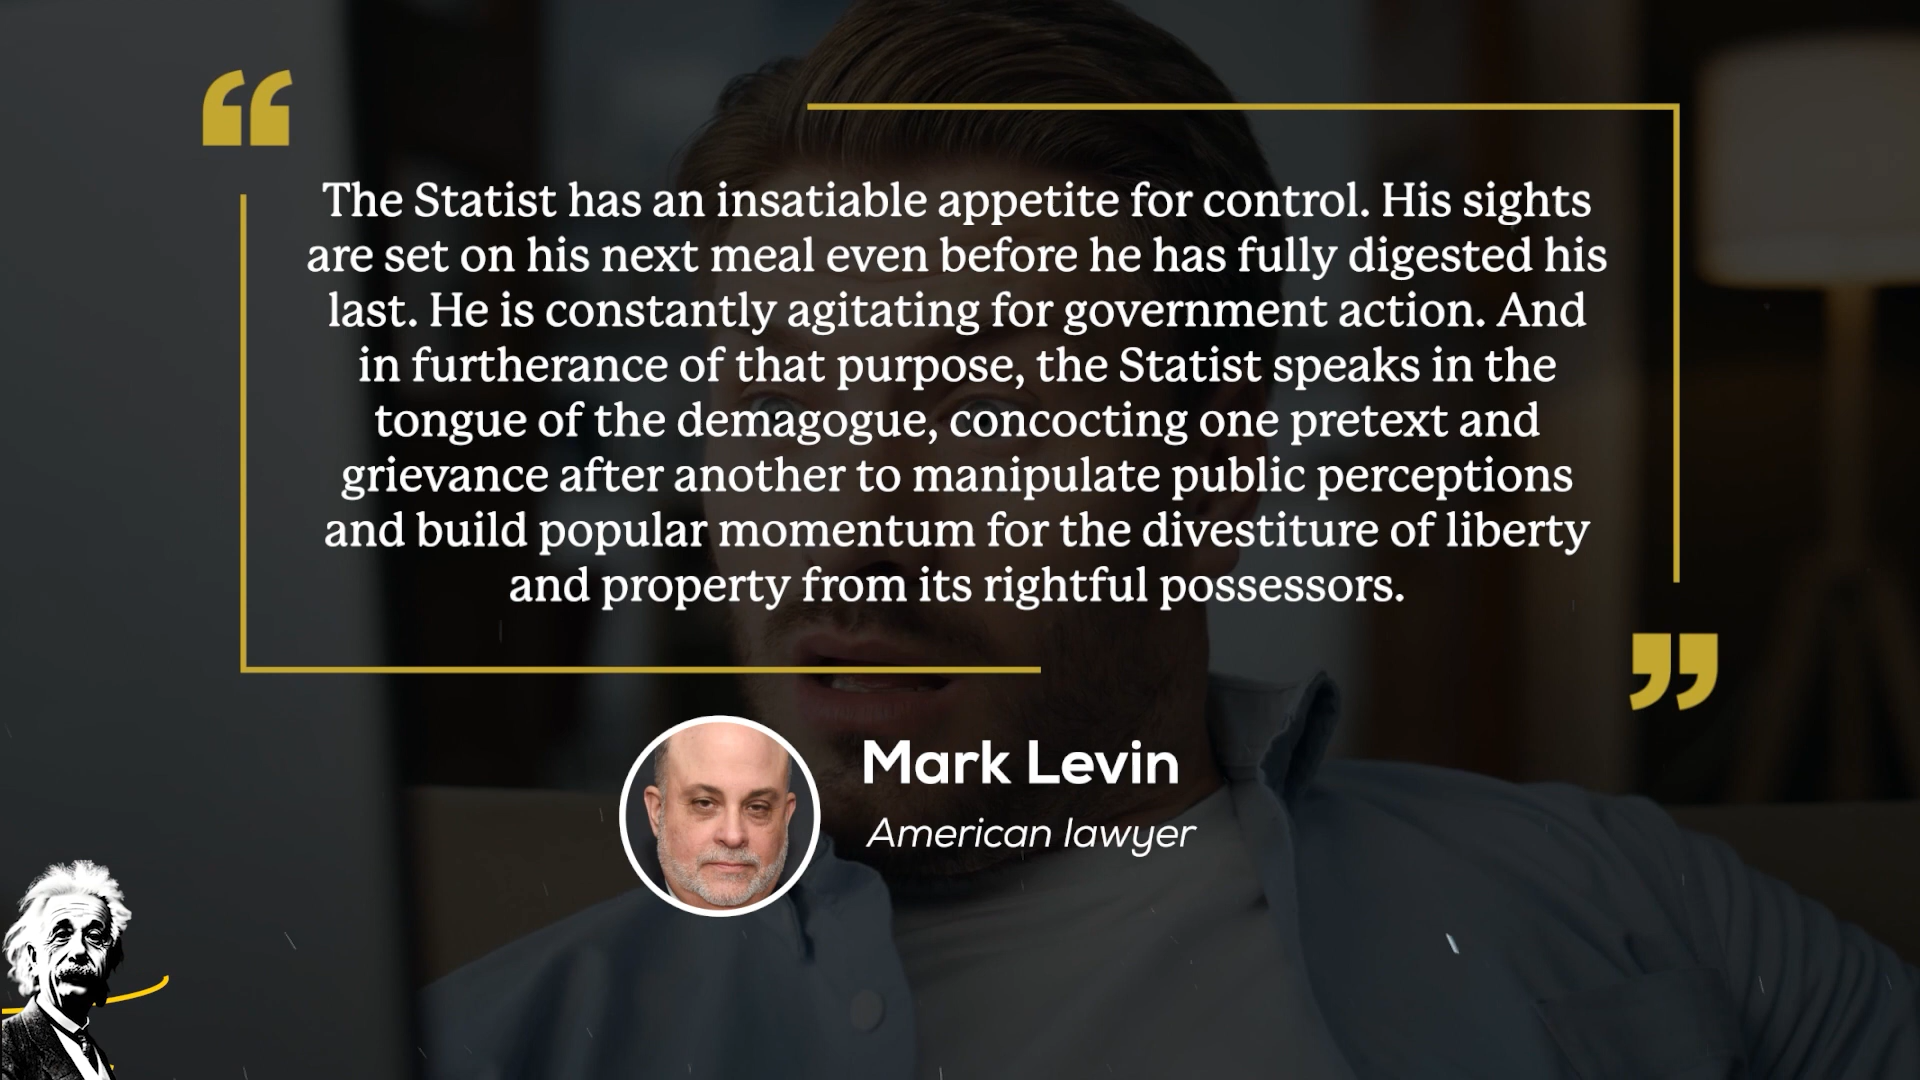 The Statist has an insatiable appetite for control. His sights
are set on his next meal even before he has fully digested his
last. He is constantly agitating for government action. And
in furtherance of that purpose, the Statist speaks in the
tongue of the demagogue, concocting one pretext and
grievance after another to manipulate public perceptions
and build popular momentum for the divestiture of liberty
and property from its rightful possessors.
Mark Levin
American lawyer